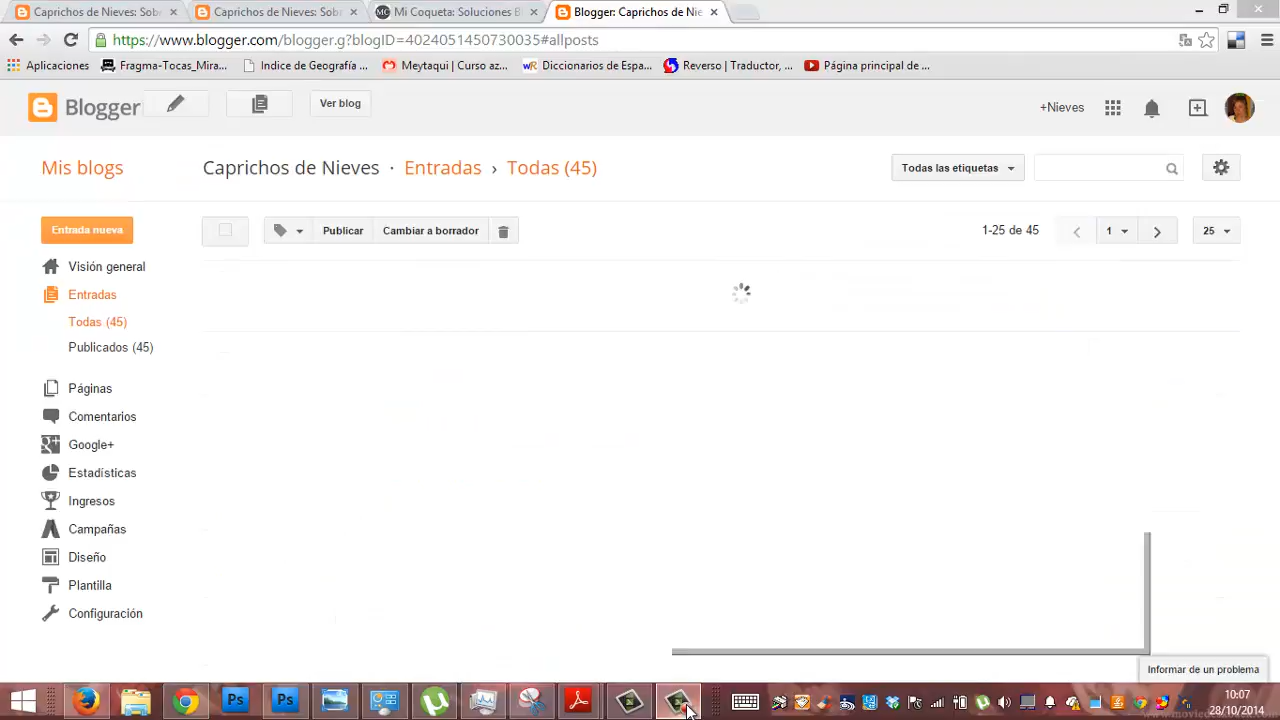 Caprichos de Nieves: Sobr
Caprichos de Nieves: Sobr
Mi Coqueta: Soluciones B
Blogger: Caprichos de Nie
https://www.blogger.com/blogger.g?blogID=4024051450730035#allposts
Aplicaciones
Fragma-Tocas_Mira...
Indice de Geografía ...
Meytaqui | Curso az...
Diccionarios de Espa...
Reverso | Traductor, ...
Página principal de ...
Blogger
Ver blog
+Nieves
Mis blogs
Caprichos de Nieves · Entradas › Todas (45)
Todas las etiquetas
Entrada nueva
Publicar
Cambiar a borrador
1-25 de 45
1
25
Visión general
Entradas
Todas (45)
Publicados (45)
Páginas
Comentarios
Google+
Estadísticas
Ingresos
Campañas
Diseño
Plantilla
Configuración
Informar de un problema
10:07
28/10/2014